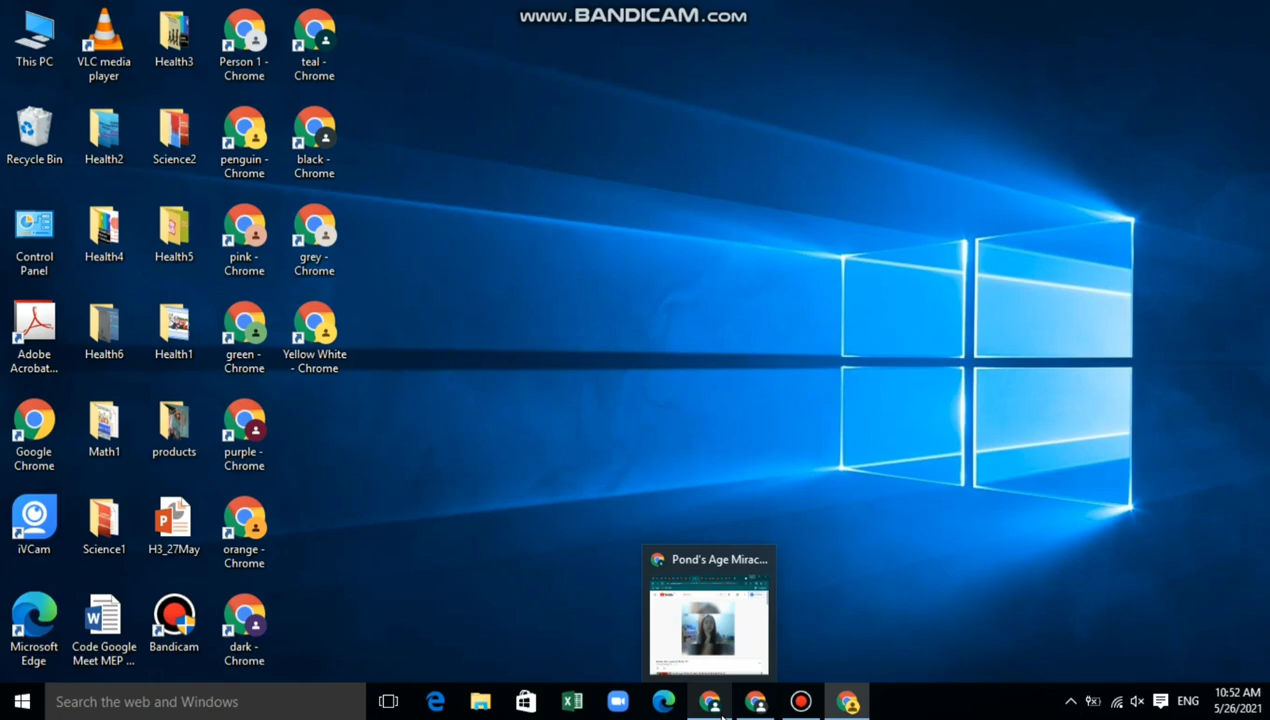 www.BANDICAM.com
This PC
VLC media
player
Health3
Person 1 -
Chrome
teal -
Chrome
Recycle Bin
Health2
Science2
penguin -
Chrome
black -
Chrome
Control
Panel
Health4
Health5
pink -
Chrome
grey -
Chrome
Adobe
Acrobat...
Health6
Health1
green -
Chrome
Yellow White
- Chrome
Google
Chrome
Math1
products
purple -
Chrome
iVCam
Science1
H3_27May
orange -
Chrome
Microsoft
Edge
Code Google
Meet MEP ...
Bandicam
dark -
Chrome
Pond's Age Mirac...
Search the web and Windows
ENG
10:52 AM
5/26/2021